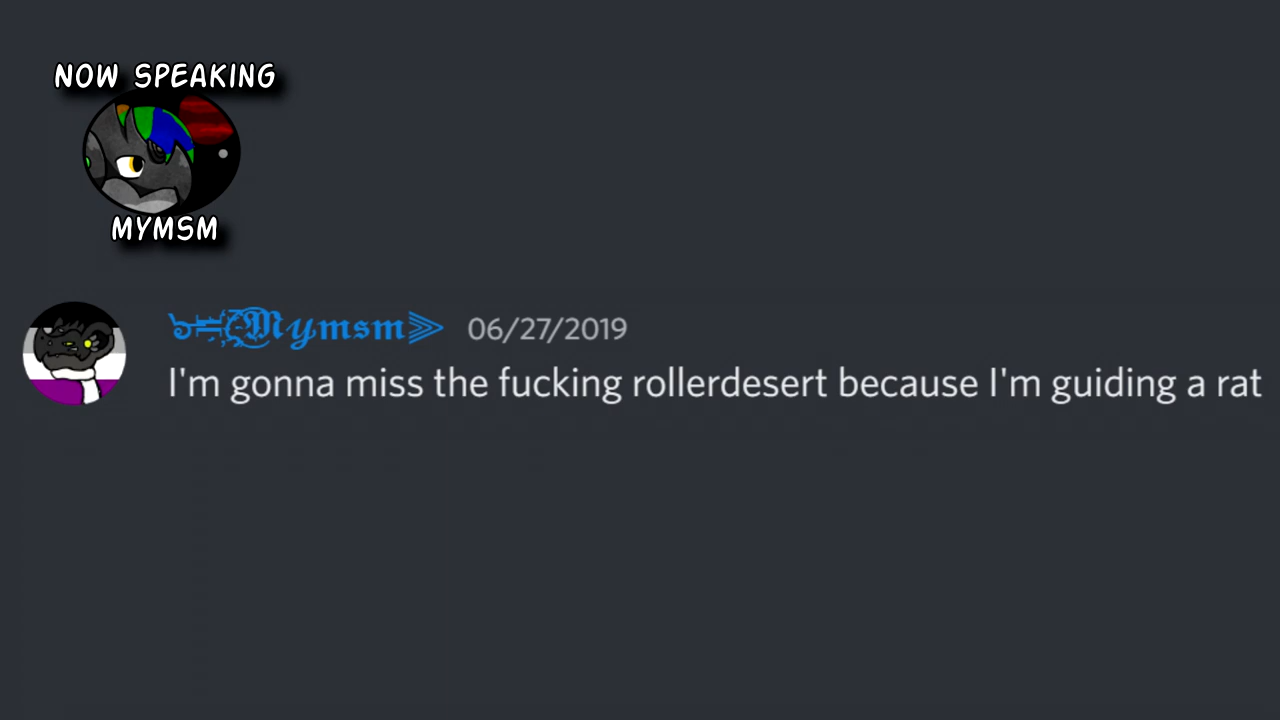 NOW SPEAKING
MYMSM
Mymsm 06/27/2019
I'm gonna miss the fucking rollerdesert because I'm guiding a rat